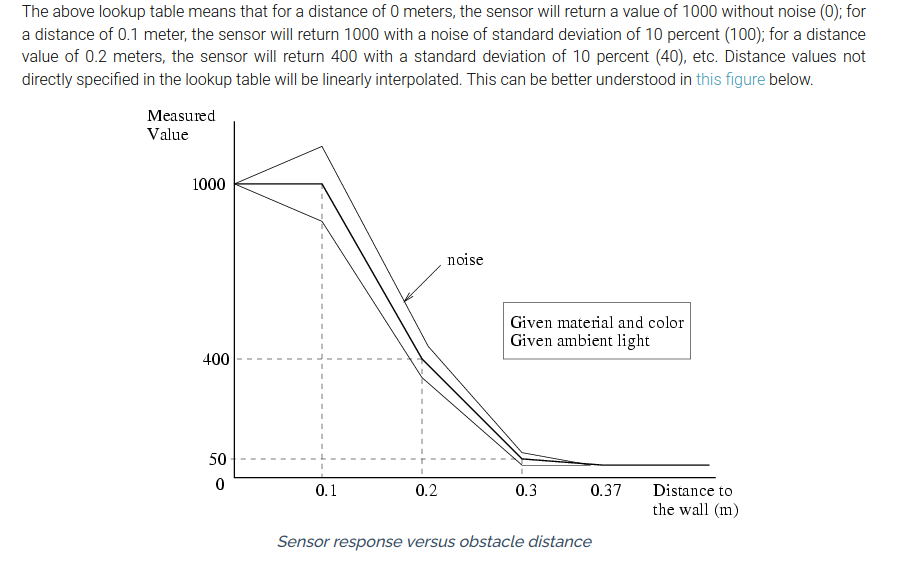 The above lookup table means that for a distance of 0 meters, the sensor will return a value of 1000 without noise (0); for
a distance of 0.1 meter, the sensor will return 1000 with a noise of standard deviation of 10 percent (100); for a distance
value of 0.2 meters, the sensor will return 400 with a standard deviation of 10 percent (40), etc. Distance values not
directly specified in the lookup table will be linearly interpolated. This can be better understood in this figure below.
Measured
Value
1000
noise
Given material and color
Given ambient light
400
50
0
0.1
0.2
0.3
0.37
Distance to
the wall (m)
Sensor response versus obstacle distance